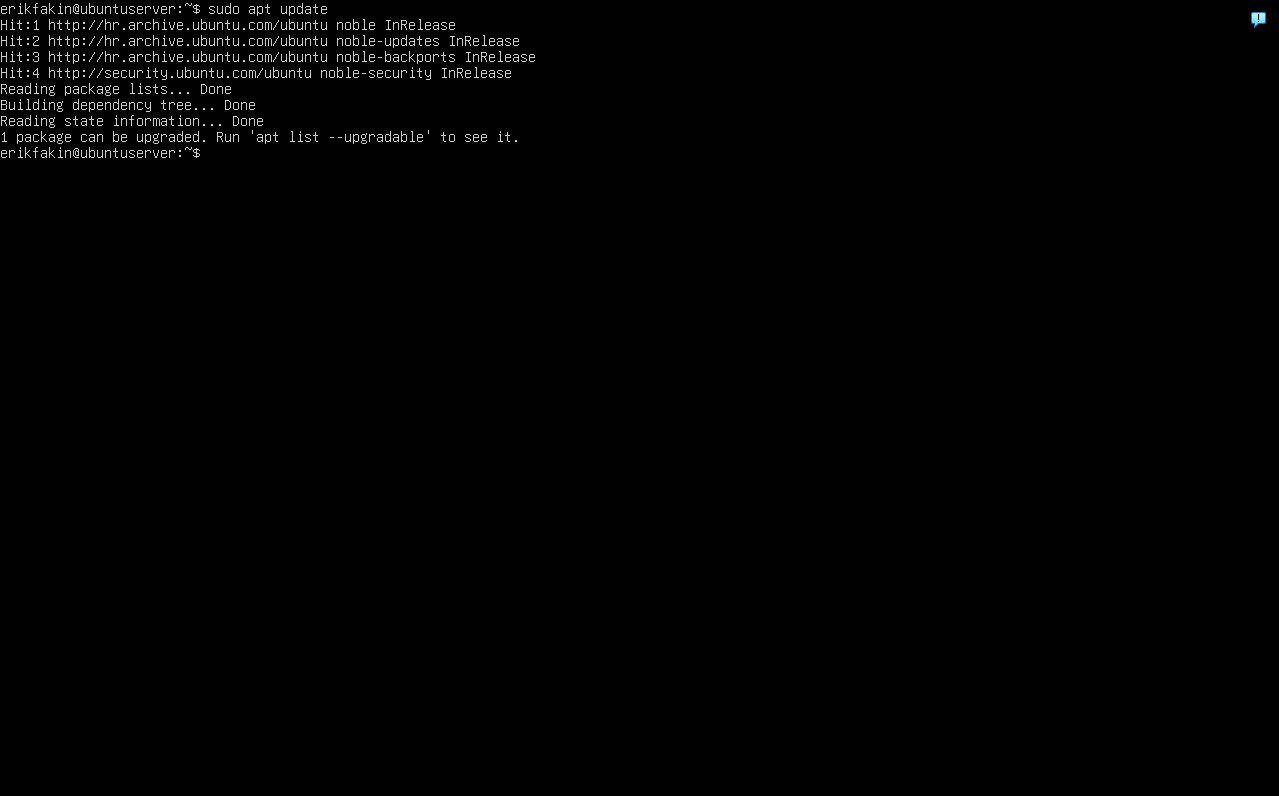 erikfakin@ubuntuserver:~$ sudo apt update
Hit:1 http://hr.archive.ubuntu.com/ubuntu noble InRelease
Hit:2 http://hr.archive.ubuntu.com/ubuntu noble-updates InRelease
Hit:3 http://hr.archive.ubuntu.com/ubuntu noble-backports InRelease
Hit:4 http://security.ubuntu.com/ubuntu noble-security InRelease
Reading package lists... Done
Building dependency tree... Done
Reading state information... Done
1 package can be upgraded. Run 'apt list --upgradable' to see it.
erikfakin@ubuntuserver:~$